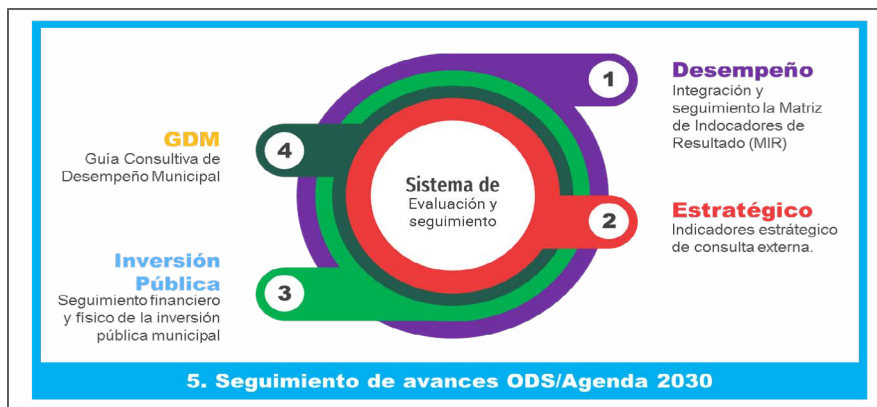 1
Desempeño
Integración y
seguimiento la Matriz
de Indocadores de
Resultado (MIR)
GDM
Guía Consultiva de
Desempeño Municipal
4
Sistema de
Evaluación y
seguimiento
2
Estratégico
Indicadores estrátegico
de consulta externa.
Inversión
Pública
Seguimiento financiero
y físico de la inversión
pública municipal
3
5. Seguimiento de avances ODS/Agenda 2030